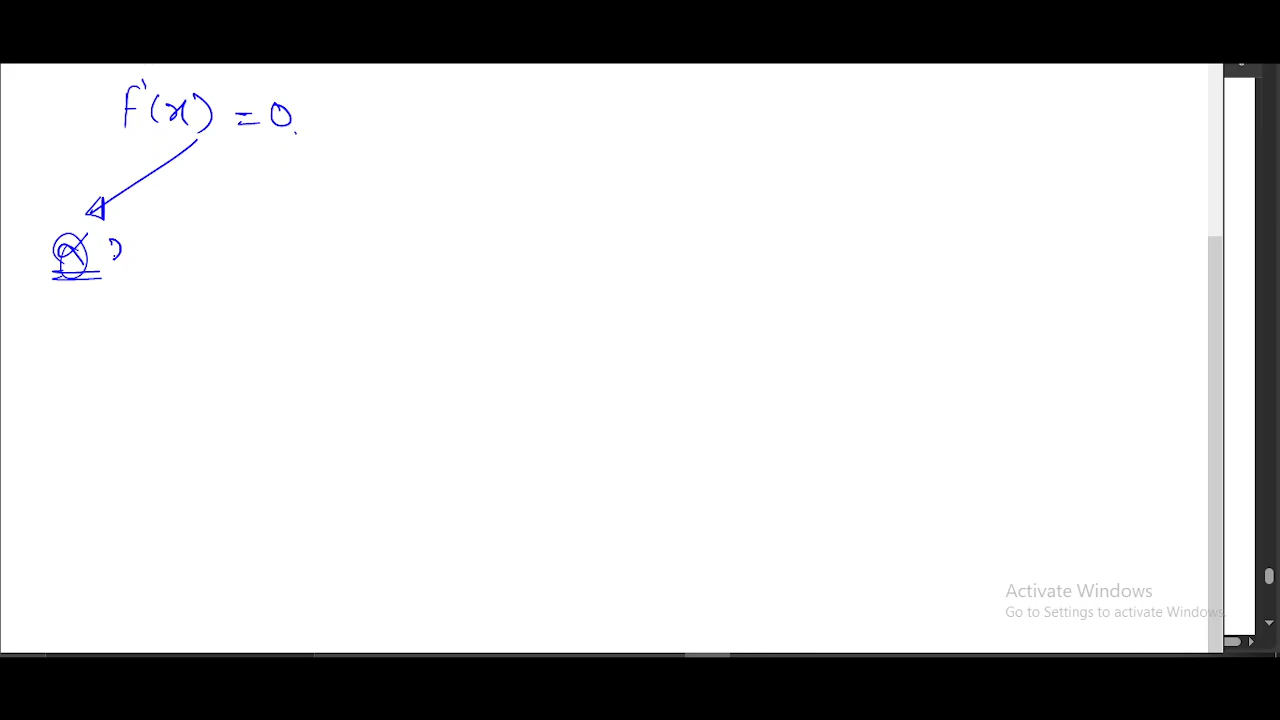 f'(x) = 0.
α ?
Activate Windows
Go to Settings to activate Windows.